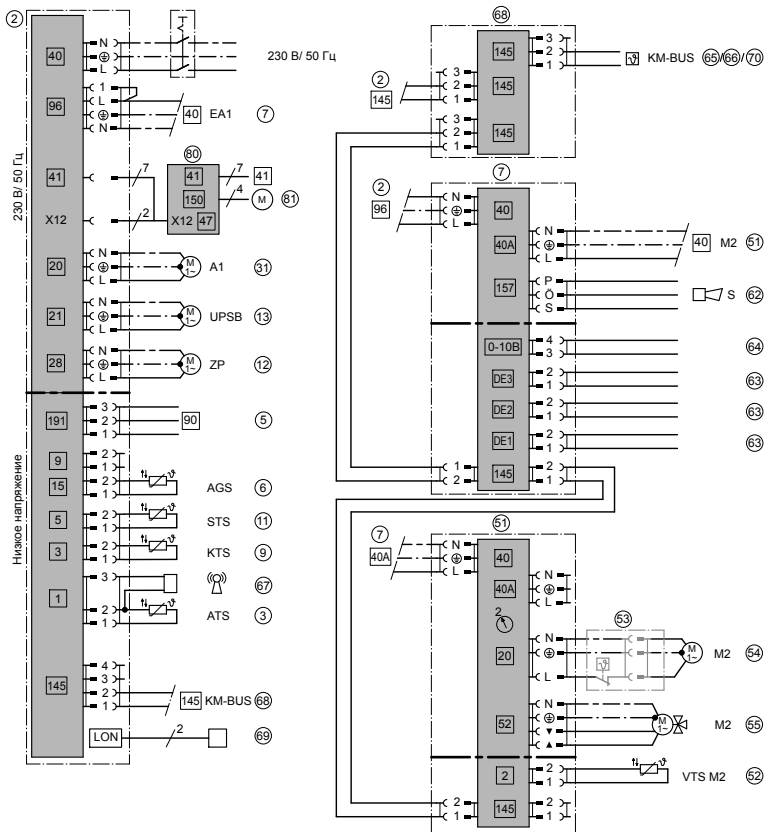 2
230 В/ 50 Гц
Низкое напряжение
40
N
L
230 В/ 50 Гц
96
1
L
N
40 EA1 7
41
7
X12
2
80
41
150
X12 47
7 41
4 M 81
20
N
L
M
1~
A1 31
21
N
L
M
1~
UPSB 13
28
N
L
M
1~
ZP 12
191
3
2
1
90 5
9
2
1
15
2
1
ϑ
AGS 6
5
2
1
ϑ
STS 11
3
2
1
ϑ
KTS 9
1
3
67
2
1
ϑ
ATS 3
145
4
3
2
1
145 KM-BUS 68
LON
2
69
68
145
3
2
1
ϑ
KM-BUS 65/66/70
2
145
3
2
1
145
3
2
1
145
7
2
96
N
L
40
40A
N
L
40 M2 51
157
P
Ö
S
S 62
0-10В
4
3
64
DE3
2
1
63
DE2
2
1
63
DE1
2
1
63
1
2
145
2
1
51
7
40A
N
L
40
40A
N
L
2
53
20
N
L
ϑ
M
1~
M2 54
52
N
▼
▲
M
1~
M2 55
2
2
1
ϑ
VTS M2 52
2
1
145
2
1